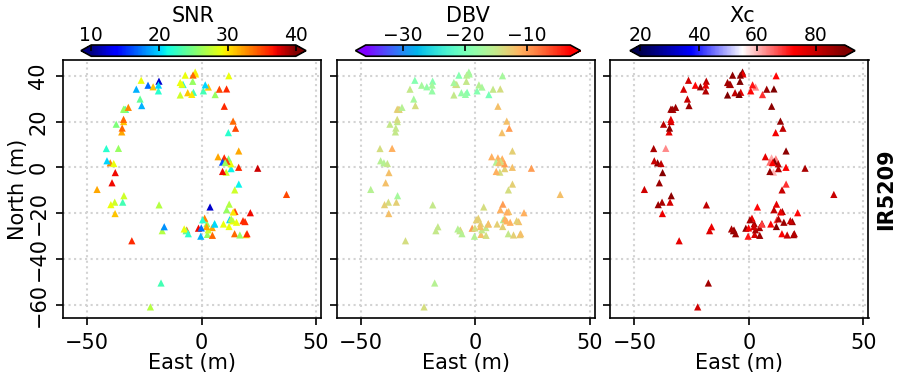 SNR DBV Xc
10 20 30 40 −30 −20 −10 20 40 60 80
North (m)
40
20
0
−20
−40
−60
−50 0 50 −50 0 50 −50 0 50
East (m) East (m) East (m)
IR5209